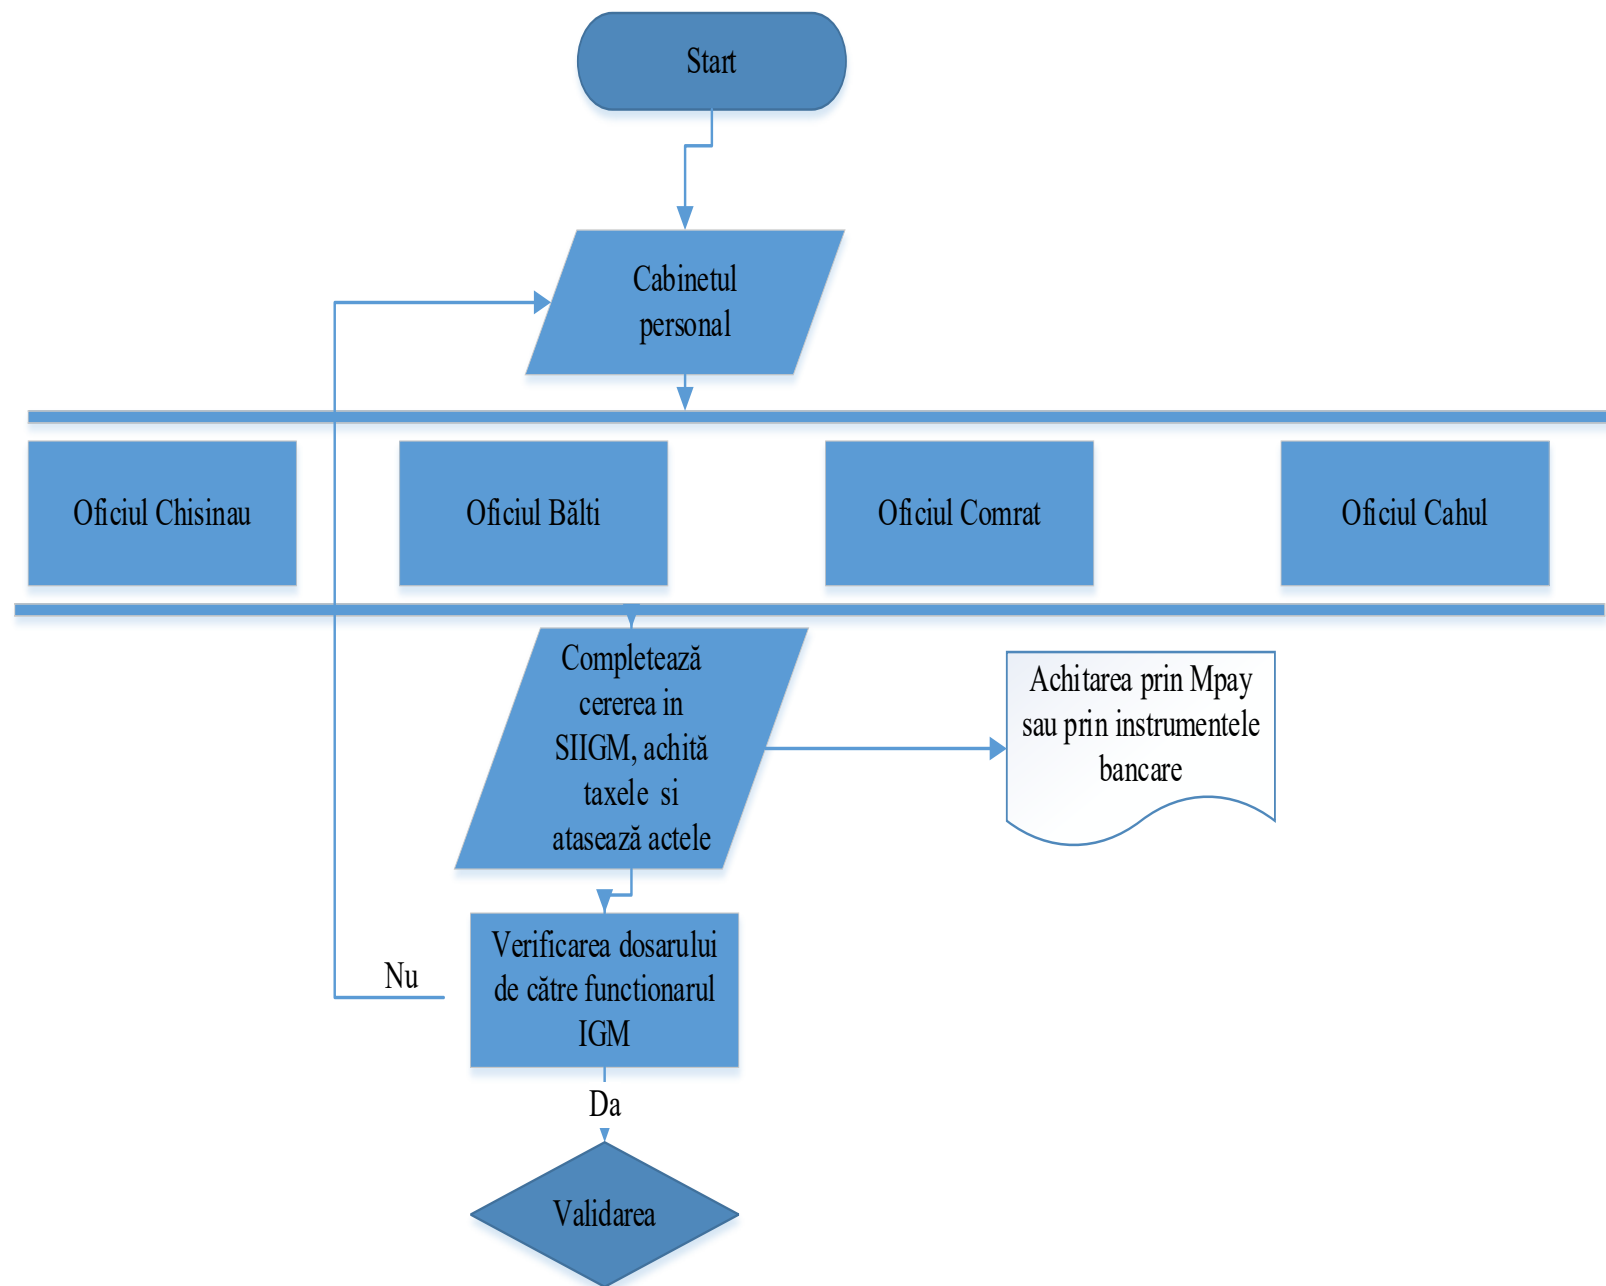 Start
Cabinetul
personal
Oficiul Chisinau
Oficiul Bălti
Oficiul Comrat
Oficiul Cahul
Completează
cererea in
SIIGM, achită
taxele si
atasează actele
Achitarea prin Mpay
sau prin instrumentele
bancare
Verificarea dosarului
de către functionarul
IGM
Nu
Da
Validarea